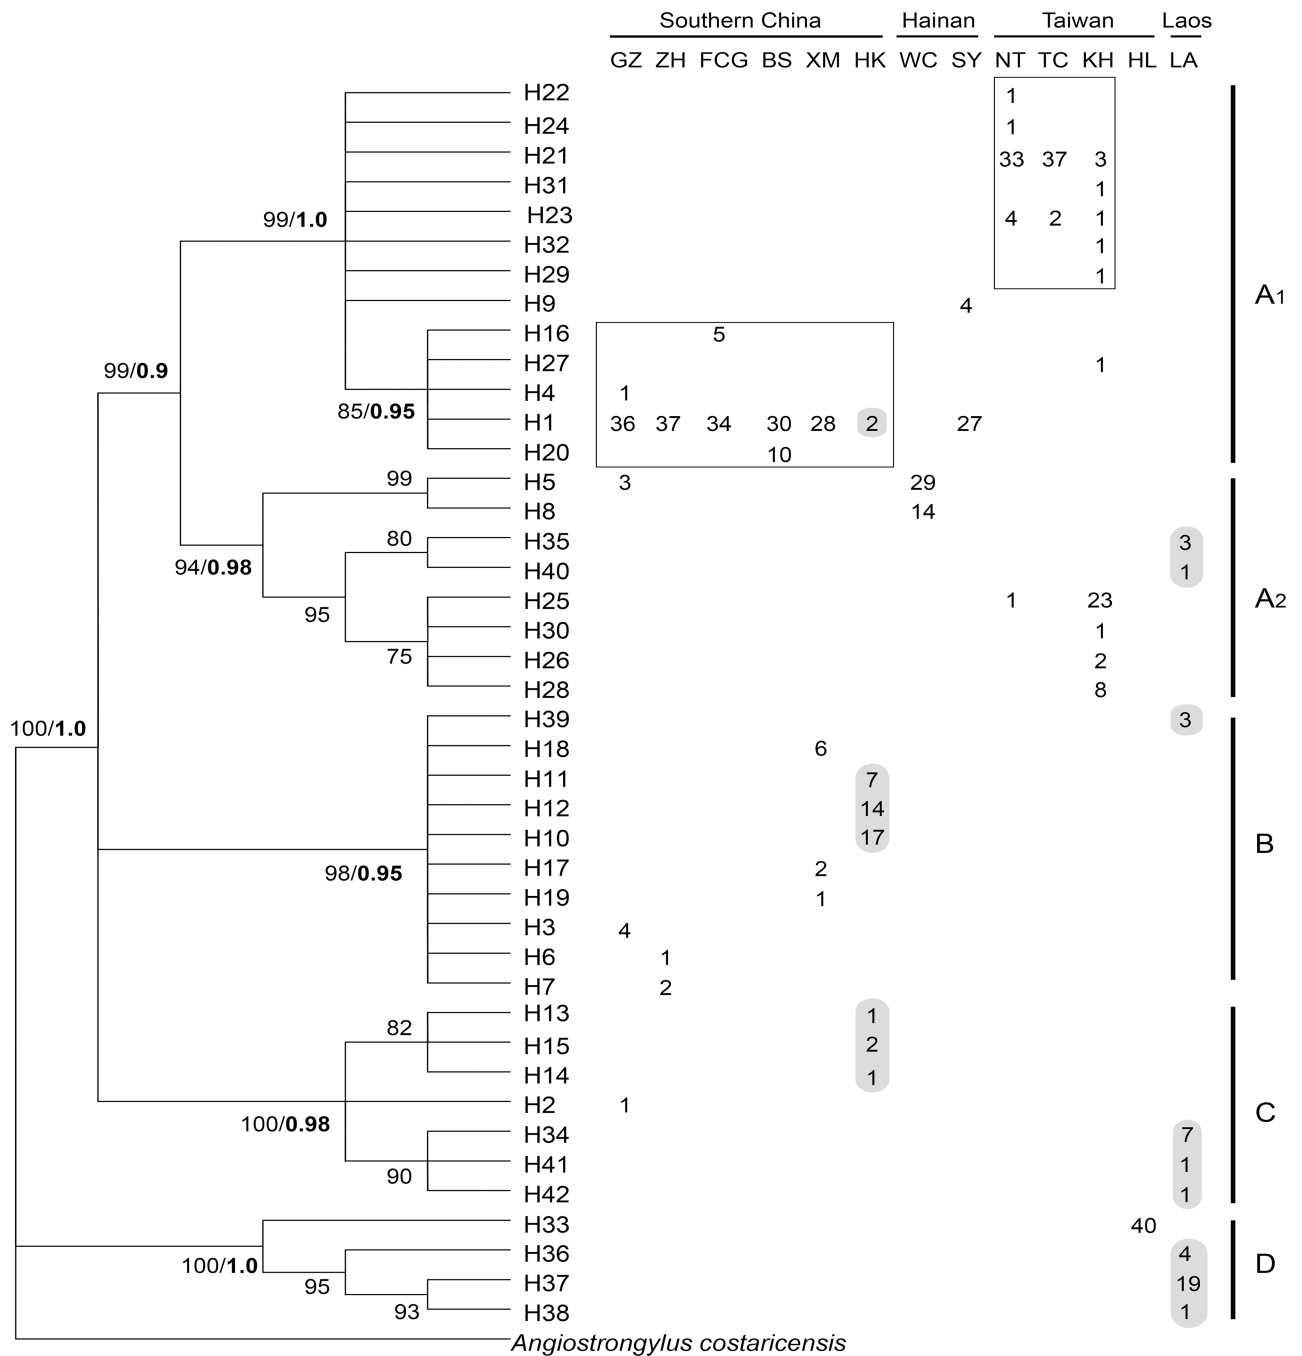 Southern China Hainan Taiwan Laos
GZ ZH FCG BS XM HK WC SY NT TC KH HL LA
H22 1
H24 1
H21 33 37 3
H31 1
99/1.0 H23 4 2 1
H32 1
H29 1
A1
H9 4
H16 5
99/0.9 H27 1
H4 1
85/0.95
H1 36 37 34 30 28 2 27
H20 10
99 H5 3 29
H8 14
80 H35 3
94/0.98 H40 1
A2
95 H25 1 23
H30 1
75 H26 2
H28 8
100/1.0 H39 3
H18 6
H11 7
H12 14
H10 17
B
98/0.95 H17 2
H19 1
H3 4
H6 1
H7 2
82 H13 1
H15 2
H14 1
H2 1
C
100/0.98
H34 7
90 H41 1
H42 1
H33 40
H36 4
100/1.0 D
95 H37 19
93 H38 1
Angiostrongylus costaricensis